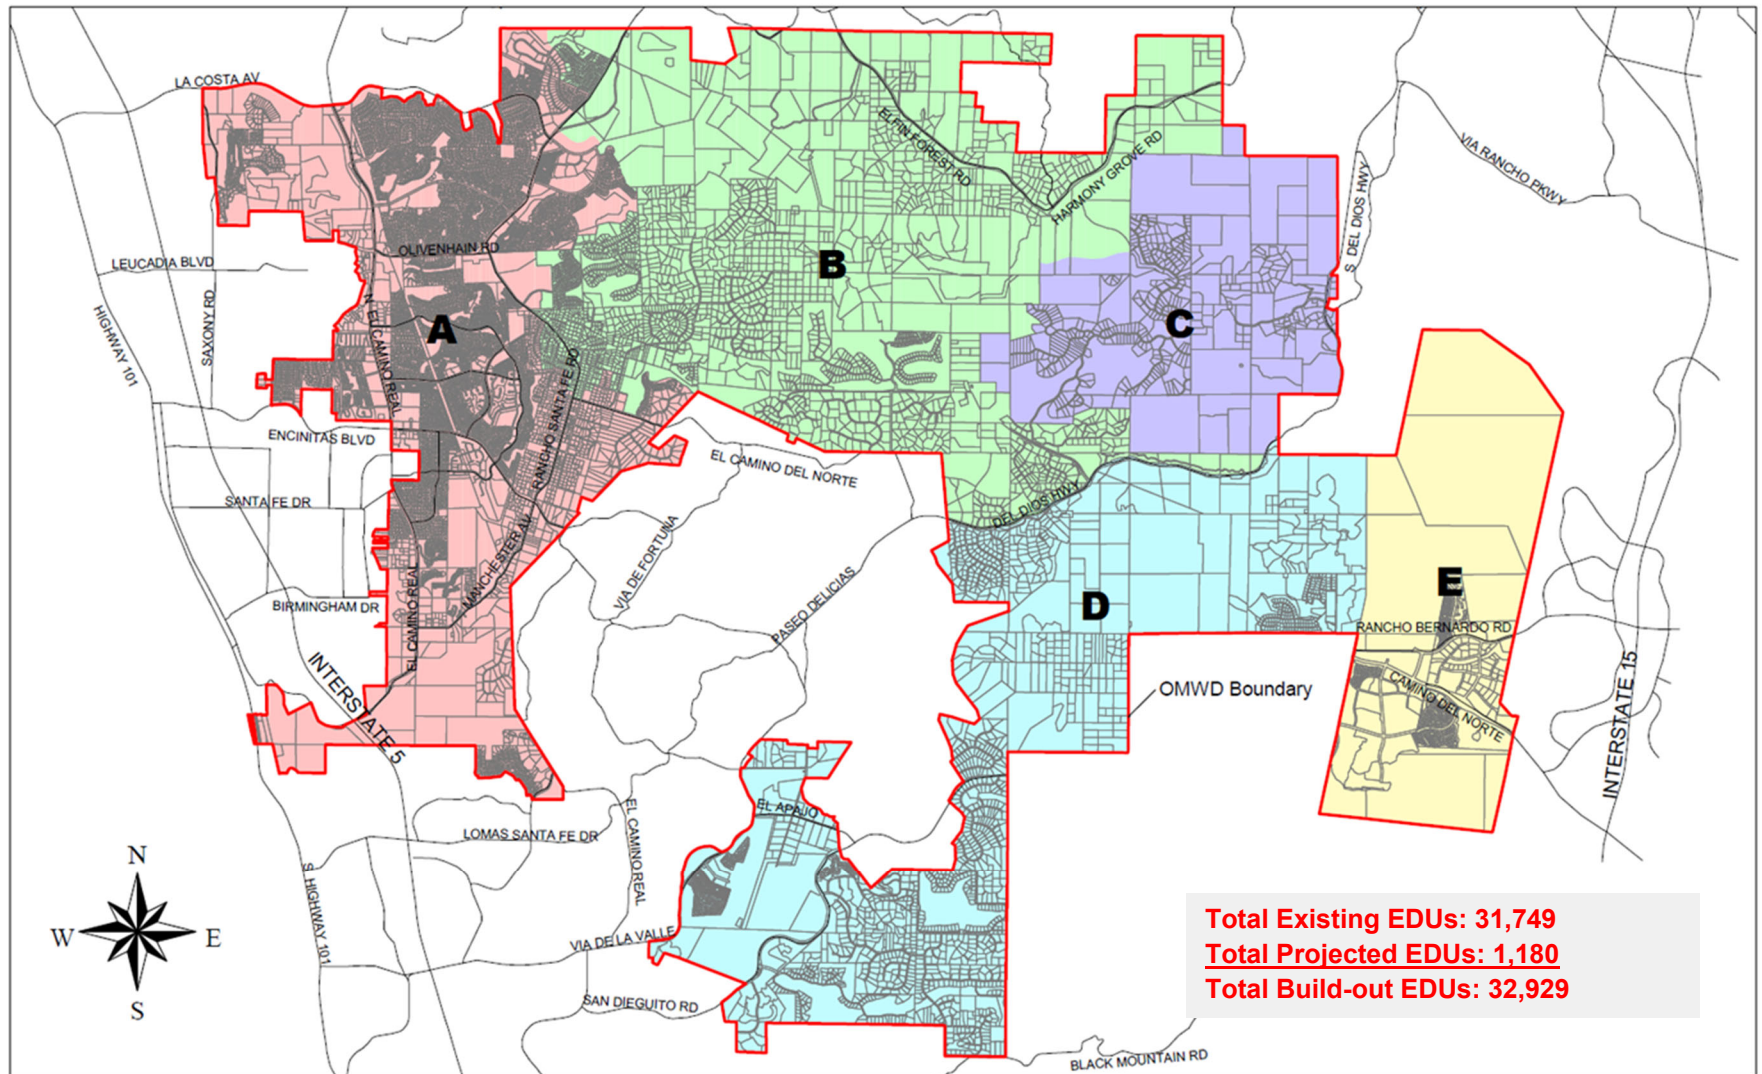 LA COSTA AV
ELFIN FOREST RD
HARMONY GROVE RD
VIA RANCHO PKWY
S DEL DIOS HWY
OLIVENHAIN RD
LEUCADIA BLVD
B
SAXONY RD
HIGHWAY 101
A
C
N EL CAMINO REAL
RANCHO SANTA FE RD
ENCINITAS BLVD
EL CAMINO DEL NORTE
SANTA FE DR
DEL DIOS HWY
MANCHESTER AV
VIA DE FORTUNA
EL CAMINO REAL
BIRMINGHAM DR
PASEO DELICIAS
D
E
RANCHO BERNARDO RD
INTERSTATE 5
OMWD Boundary
CAMINO DEL NORTE
INTERSTATE 15
EL APAJO
LOMAS SANTA FE DR
EL CAMINO REAL
S HIGHWAY 101
VIA DE LA VALLE
SAN DIEGUITO RD
BLACK MOUNTAIN RD
N
W E
S
Total Existing EDUs: 31,749
Total Projected EDUs: 1,180
Total Build-out EDUs: 32,929